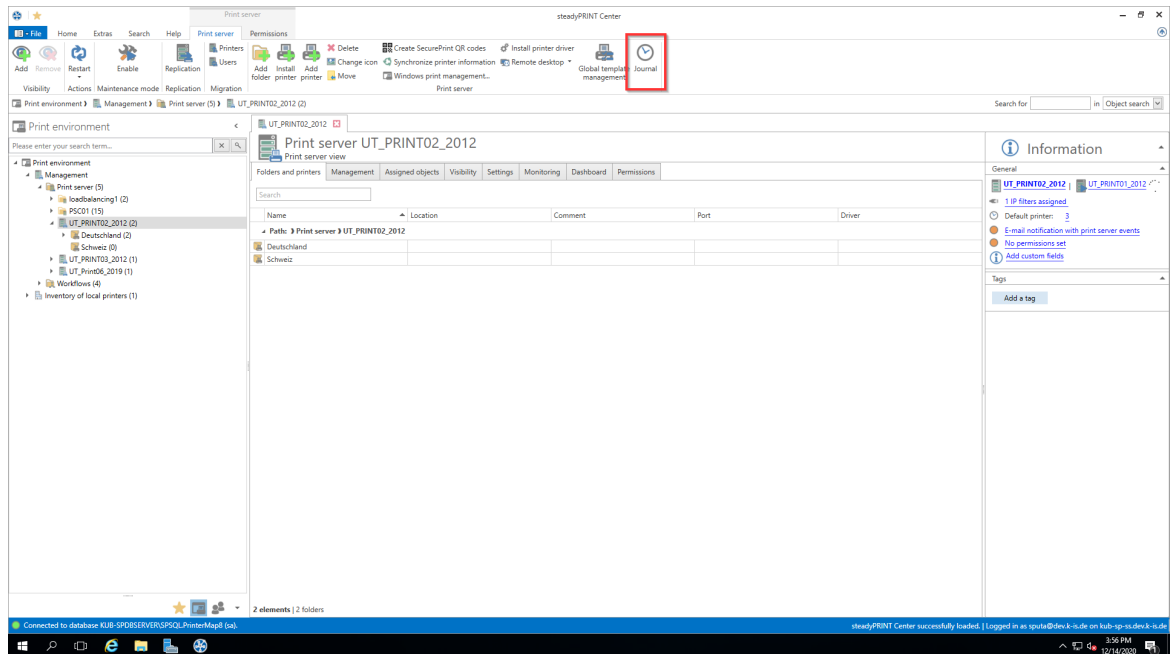 Print server
steadyPRINT Center
File Home Extras Search Help Print server Permissions
Add Remove Restart Enable Replication Printers Users
Add folder Install printer Add printer
Delete Create SecurePrint QR codes Install printer driver
Change icon Synchronize printer information Remote desktop
Move Windows print management...
Global template management Journal
Visibility Actions Maintenance mode Replication Migration Print server
Print environment Management Print server (5) UT_PRINT02_2012 (2)
Search for in Object search
Print environment
Please enter your search term...
Print environment
Management
Print server (5)
loadbalancing1 (2)
PSC01 (15)
UT_PRINT02_2012 (2)
Deutschland (2)
Schweiz (0)
UT_PRINT03_2012 (1)
UT_Print06_2019 (1)
Workflows (4)
Inventory of local printers (1)
UT_PRINT02_2012
Print server UT_PRINT02_2012
Print server view
Folders and printers Management Assigned objects Visibility Settings Monitoring Dashboard Permissions
Search
Name Location Comment Port Driver
Path: Print server UT_PRINT02_2012
Deutschland
Schweiz
2 elements | 2 folders
Information
General
UT_PRINT02_2012 | UT_PRINT01_2012
1 IP filters assigned
Default printer: 3
E-mail notification with print server events
No permissions set
Add custom fields
Tags
Add a tag
Connected to database KUB-SPDBSERVER\SPSQL.PrinterMap8 (sa).
steadyPRINT Center successfully loaded. | Logged in as sputa@dev.k-is.de on kub-sp-ss.dev.k-is.de
3:56 PM
12/14/2020